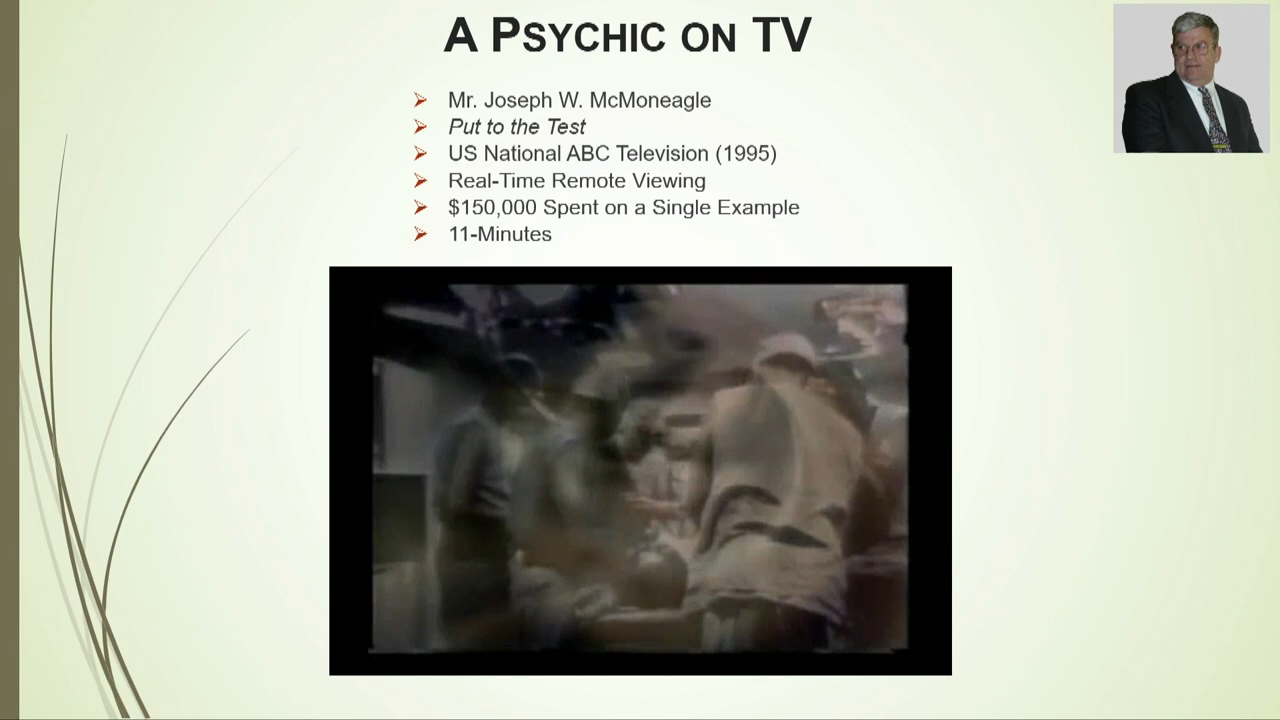 A PSYCHIC ON TV
Mr. Joseph W. McMoneagle
Put to the Test
US National ABC Television (1995)
Real-Time Remote Viewing
$150,000 Spent on a Single Example
11-Minutes